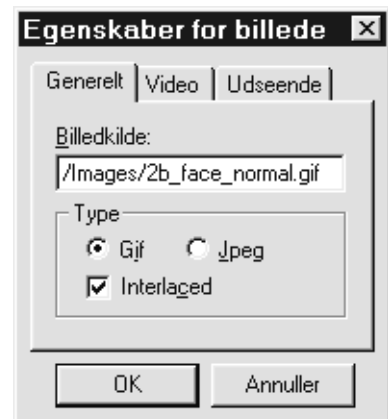 Egenskaber for billede
Generelt Video Udseende
Billedkilde:
/Images/2b_face_normal.gif
Type
Gif Jpeg
Interlaced
OK Annuller